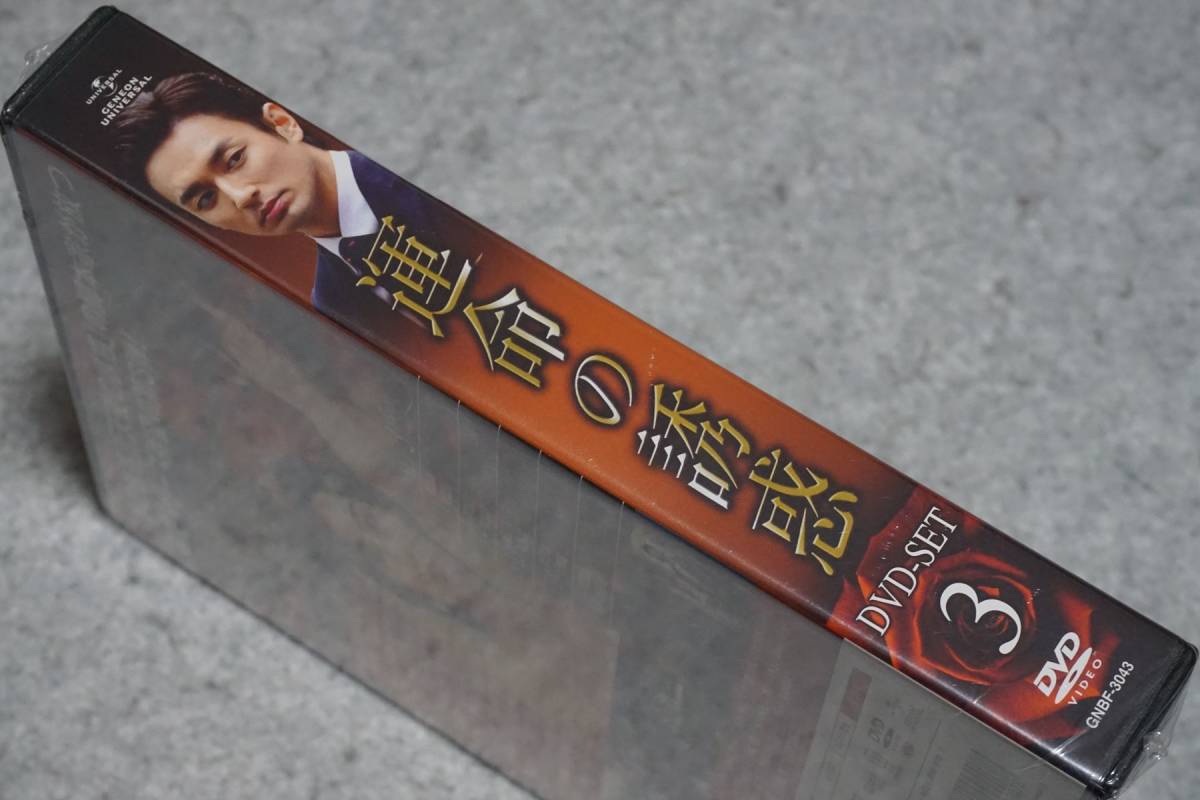 UNIVERSAL
GENEON
UNIVERSAL
運命の誘惑
DVD-SET
3
DVD
VIDEO
GNBF-3043